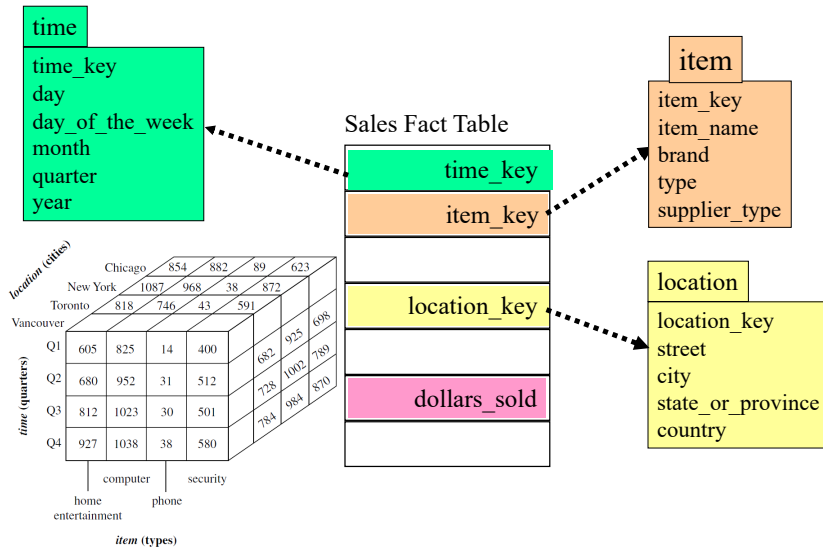 time
time_key
day
day_of_the_week
month
quarter
year
item
item_key
item_name
brand
type
supplier_type
Sales Fact Table
time_key
item_key
location_key
dollars_sold
location
location_key
street
city
state_or_province
country
location (cities)
Chicago 854 882 89 623
New York 1087 968 38 872
Toronto 818 746 43 591
Vancouver
time (quarters)
Q1 605 825 14 400
Q2 680 952 31 512
Q3 812 1023 30 501
Q4 927 1038 38 580
682 925 698
728 1002 789
784 984 870
computer security
home phone
entertainment
item (types)